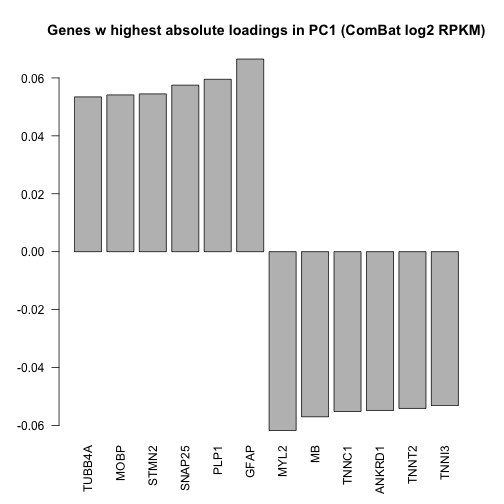 Genes w highest absolute loadings in PC1 (ComBat log2 RPKM)
0.06
0.04
0.02
0.00
-0.02
-0.04
-0.06
TUBB4A
MOBP
STMN2
SNAP25
PLP1
GFAP
MYL2
MB
TNNC1
ANKRD1
TNNT2
TNNI3